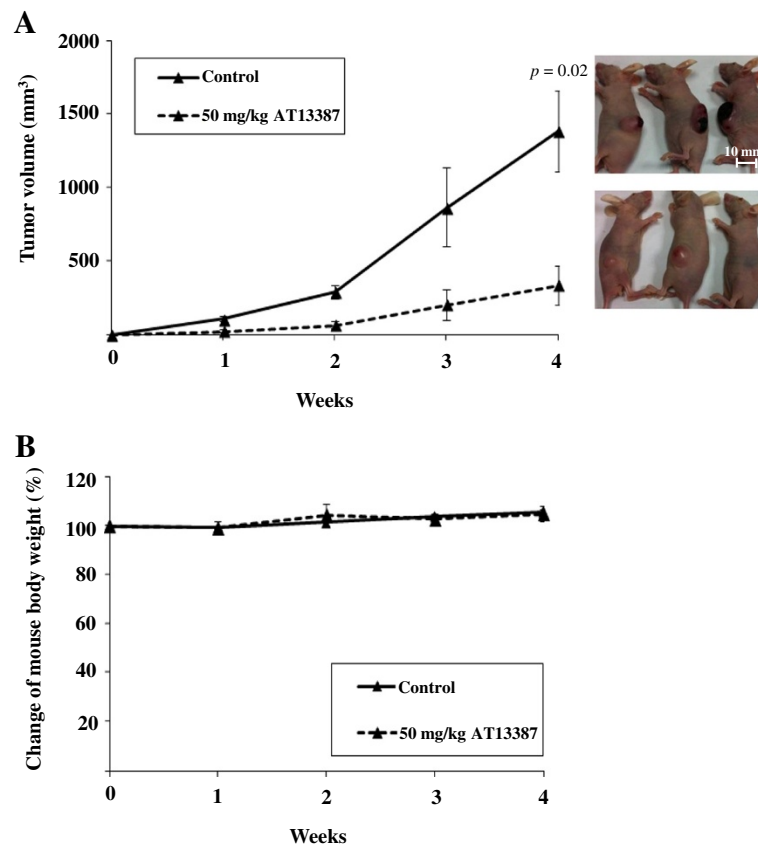 A
Tumor volume (mm³)
2000
1500
1000
500
Control
50 mg/kg AT13387
p = 0.02
10 mm
0 1 2 3 4
Weeks
B
Change of mouse body weight (%)
120
100
80
60
40
20
Control
50 mg/kg AT13387
0 1 2 3 4
Weeks